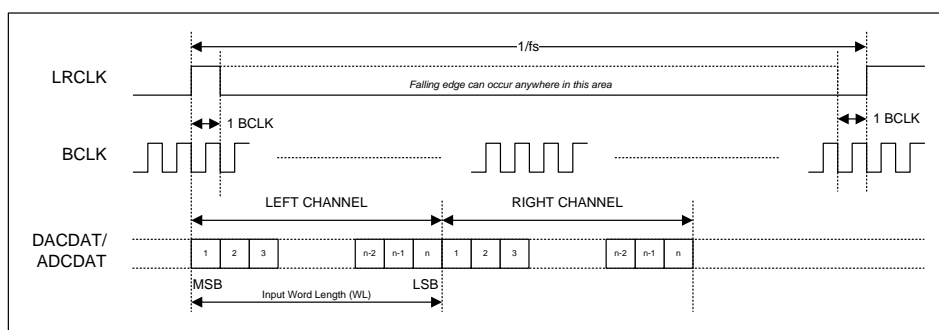 1/fs
LRCLK
Falling edge can occur anywhere in this area
1 BCLK
1 BCLK
BCLK
LEFT CHANNEL
RIGHT CHANNEL
DACDAT/
ADCDAT
1 2 3 n-2 n-1 n 1 2 3 n-2 n-1 n
MSB
LSB
Input Word Length (WL)